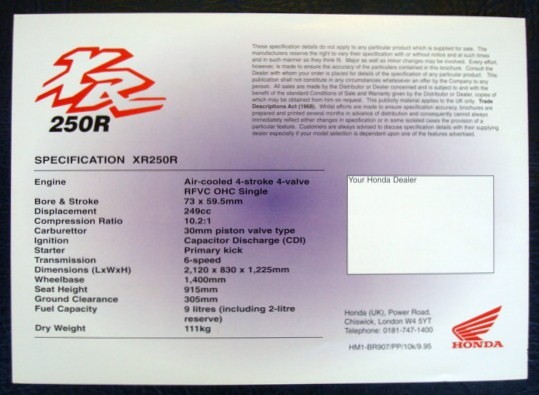 XR
250R
These specification details do not apply to any particular product which is supplied for sale. The
manufacturers reserve the right to vary their specification with or without notice and at such times
and in such manner as they think fit. Major as well as minor changes may be involved. Every effort,
however, is made to ensure the accuracy of the particulars contained in this brochure. Consult the
Dealer with whom your order is placed for details of the specification of any particular product. This
publication shall not constitute in any circumstances whatsoever an offer by the Company to any
person. All sales are made by the Distributor or Dealer concerned and is subject to and with the
benefit of the standard Conditions of Sale and Warranty given by the Distributor or Dealer, copies of
which may be obtained from him on request. This publicity material applies to the UK only. Trade
Descriptions Act (1968). Whilst efforts are made to ensure specification accuracy, brochures are
prepared and printed several months in advance of distribution and consequently cannot always
immediately reflect either changes in specification or in some isolated cases the provision of a
particular feature. Customers are always advised to discuss specification details with their supplying
dealer especially if your model selection is dependent upon one of the features advertised.
SPECIFICATION XR250R
Engine Air-cooled 4-stroke 4-valve
RFVC OHC Single
Bore & Stroke 73 x 59.5mm
Displacement 249cc
Compression Ratio 10.2:1
Carburettor 30mm piston valve type
Ignition Capacitor Discharge (CDI)
Starter Primary kick
Transmission 6-speed
Dimensions (LxWxH) 2,120 x 830 x 1,225mm
Wheelbase 1,400mm
Seat Height 915mm
Ground Clearance 305mm
Fuel Capacity 9 litres (including 2-litre
reserve)
Dry Weight 111kg
Your Honda Dealer
Honda (UK), Power Road,
Chiswick, London W4 5YT
Telephone: 0181-747-1400
HM1-BR907/PP/10k/9.95
HONDA